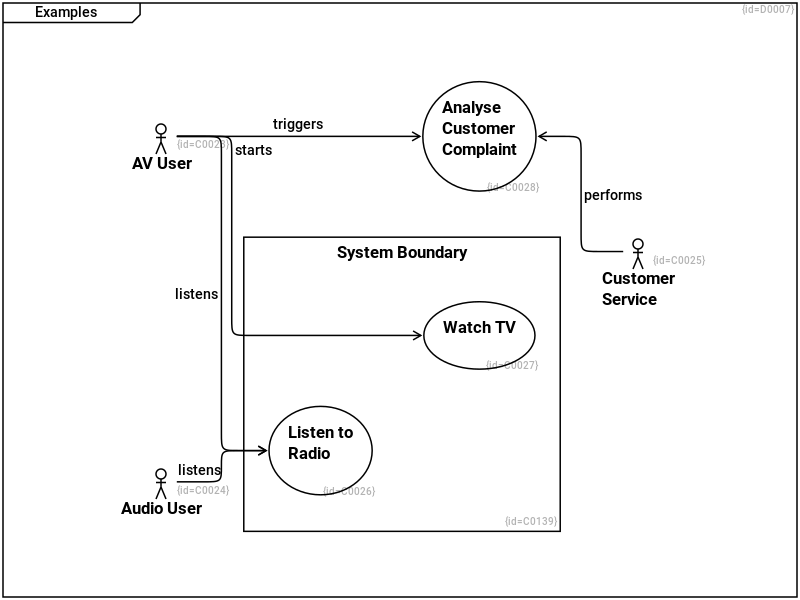 Examples
{id=D0007}
triggers
Analyse
Customer
Complaint
{id=C0023}
AV User
starts
{id=C0028}
performs
System Boundary
{id=C0025}
Customer
Service
listens
Watch TV
{id=C0027}
Listen to
Radio
listens
{id=C0024}
{id=C0026}
Audio User
{id=C0139}